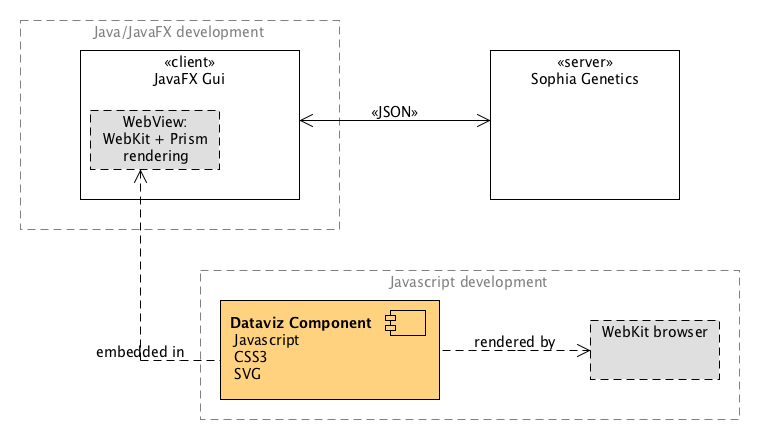 Java/JavaFX development
«client»
JavaFX Gui
WebView:
WebKit + Prism
rendering
«JSON»
«server»
Sophia Genetics
Javascript development
Dataviz Component
Javascript
CSS3
SVG
embedded in
rendered by
WebKit browser